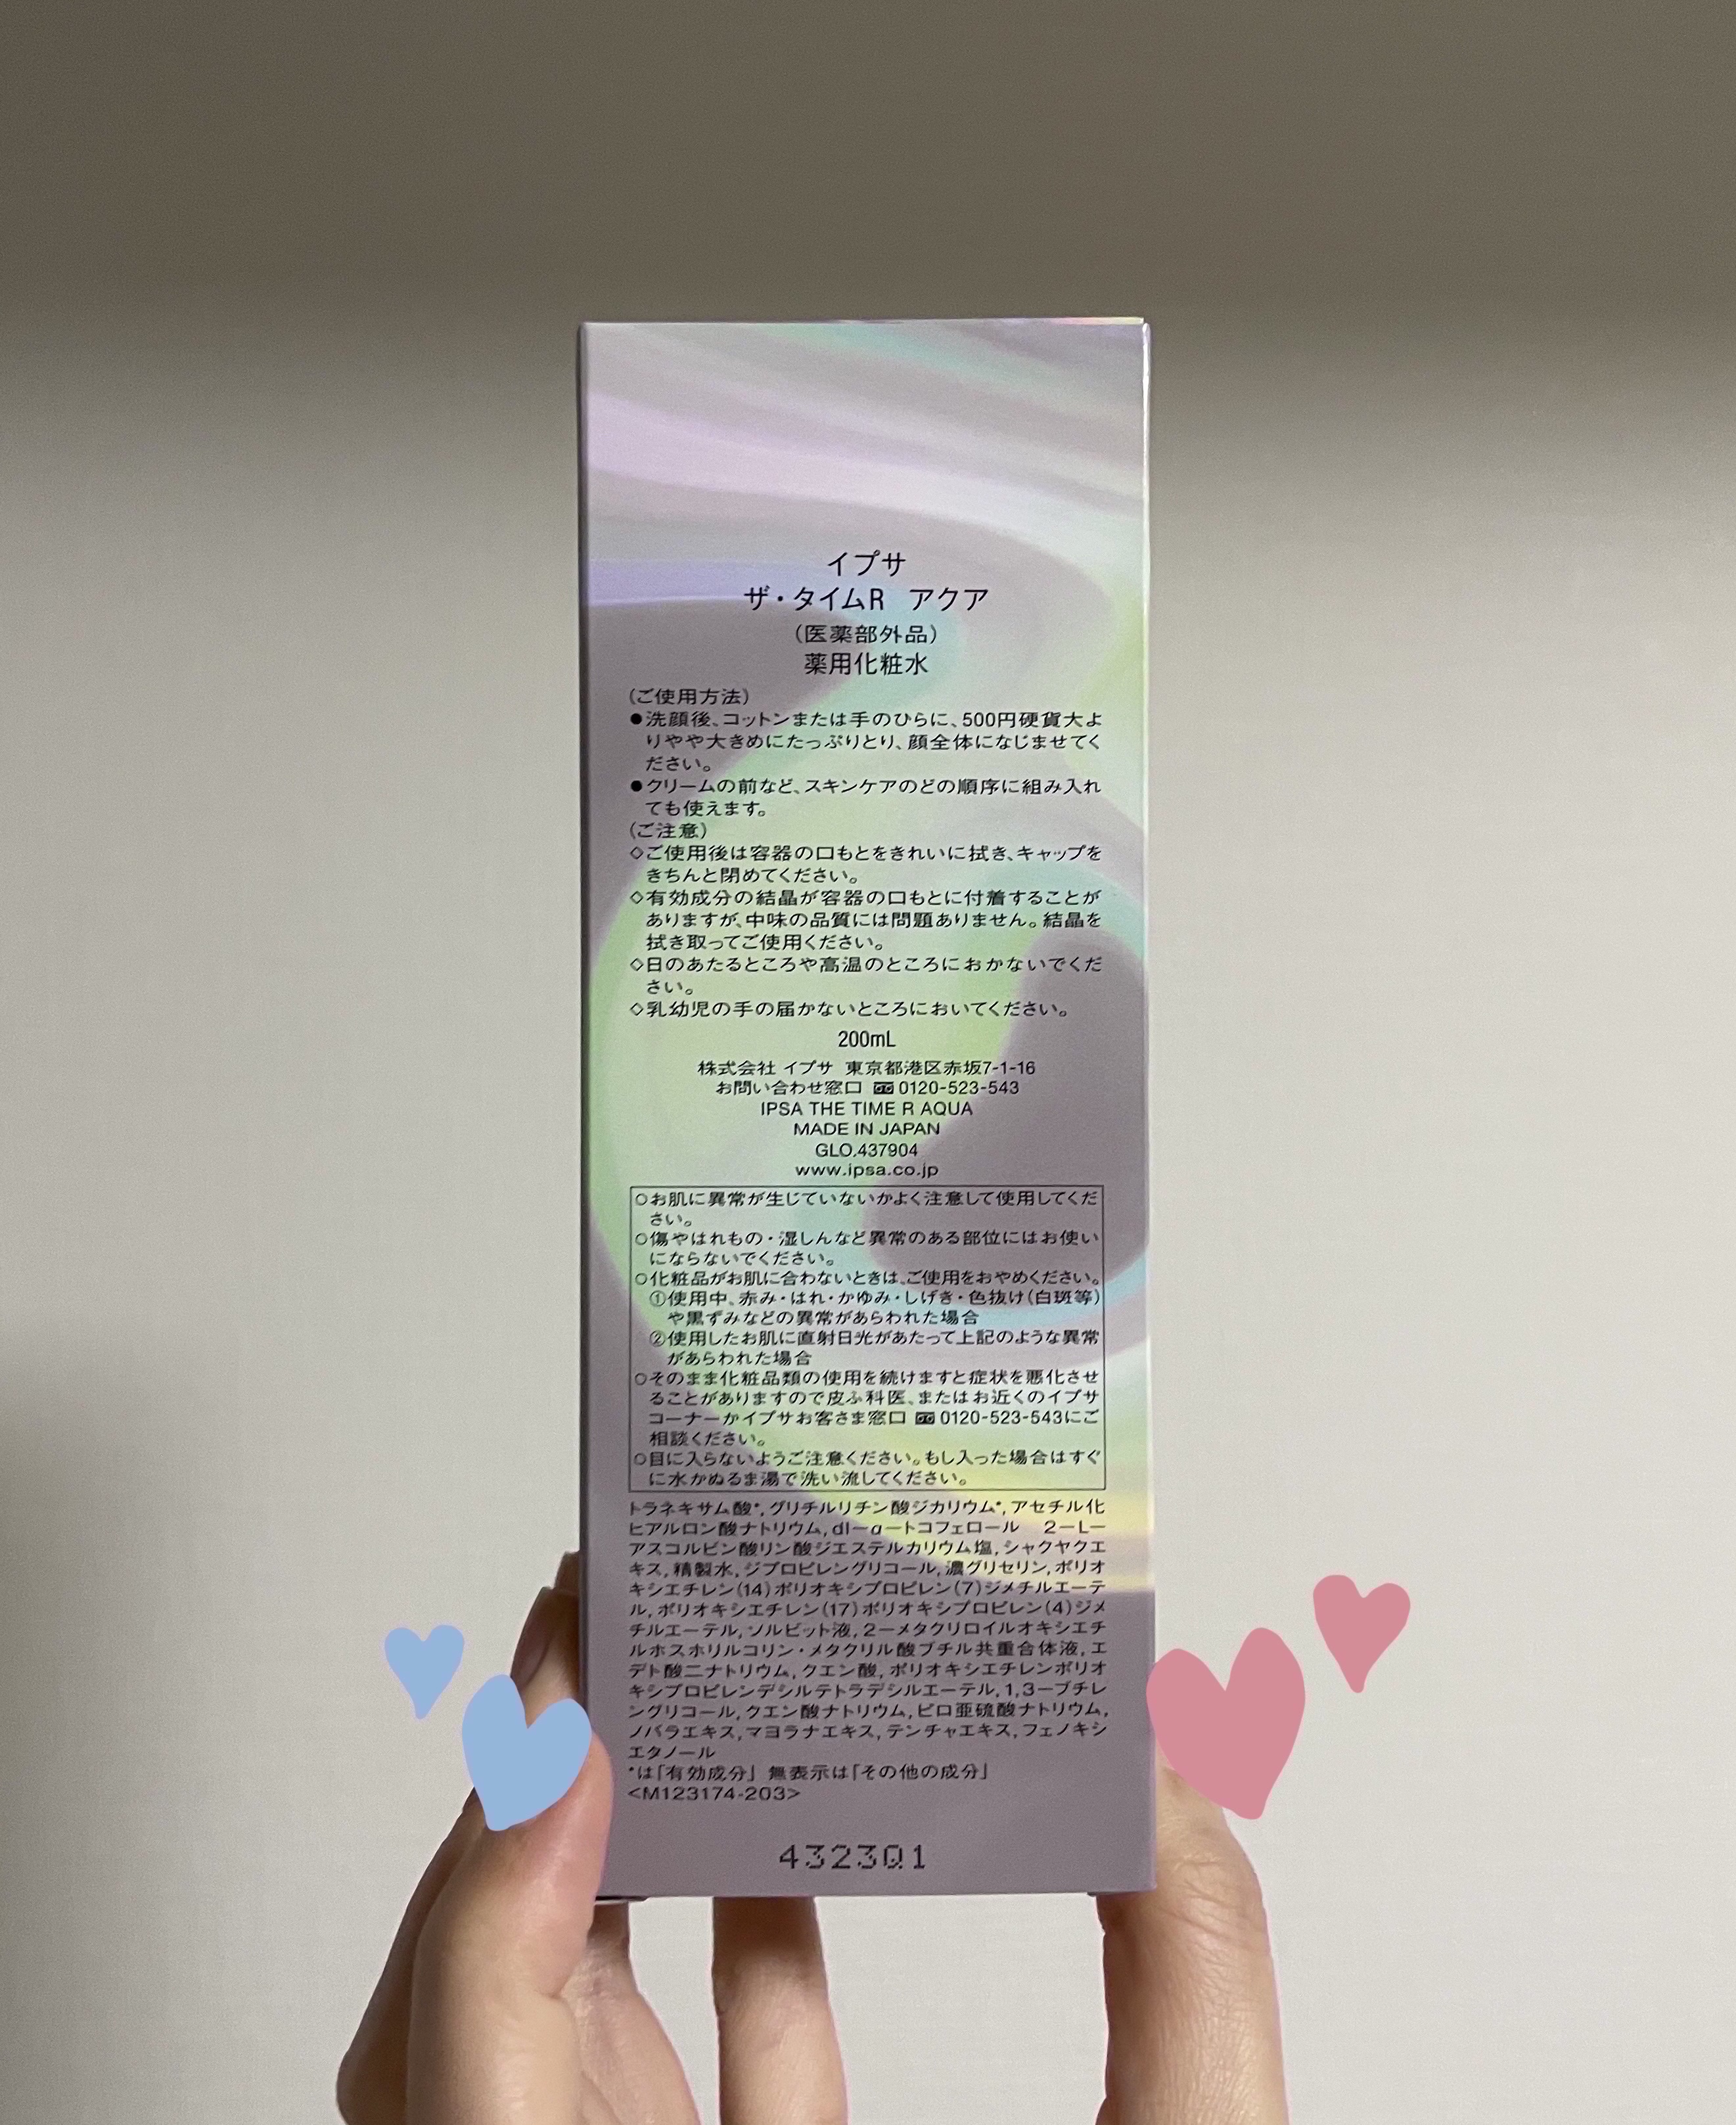 イプサ
ザ・タイムR アクア
(医薬部外品)
薬用化粧水
(ご使用方法)
●洗顔後、コットンまたは手のひらに、500円硬貨大よ
りやや大きめにたっぷりとり、顔全体になじませてく
ださい。
●クリームの前など、スキンケアのどの順序に組み入れ
ても使えます。
(ご注意)
◇ご使用後は容器の口もとをきれいに拭き、キャップを
きちんと閉めてください。
◇有効成分の結晶が容器の口もとに付着することが
ありますが、中味の品質には問題ありません。結晶を
拭き取ってご使用ください。
◇日のあたるところや高温のところにおかないでくだ
さい。
◇乳幼児の手の届かないところにおいてください。
200mL
株式会社 イプサ 東京都港区赤坂7-1-16
お問い合わせ窓口 0120-523-543
IPSA THE TIME R AQUA
MADE IN JAPAN
GLO.437904
www.ipsa.co.jp
○お肌に異常が生じていないかよく注意して使用してくだ
さい。
○傷やはれもの・湿しんなど異常のある部位にはお使い
にならないでください。
○化粧品がお肌に合わないときは、ご使用をおやめください。
①使用中、赤み・はれ・かゆみ・しげき・色抜け(白斑等)
や黒ずみなどの異常があらわれた場合
②使用したお肌に直射日光があたって上記のような異常
があらわれた場合
○そのまま化粧品類の使用を続けますと症状を悪化させ
ることがありますので皮ふ科医、またはお近くのイプサ
コーナーかイプサお客さま窓口 0120-523-543にご
相談ください。
○目に入らないようご注意ください。もし入った場合はすぐ
に水かぬるま湯で洗い流してください。
トラネキサム酸*,グリチルリチン酸ジカリウム*,アセチル化
ヒアルロン酸ナトリウム,dl－α－トコフェロール 2－L－
アスコルビン酸リン酸ジエステルカリウム塩,シャクヤクエ
キス,精製水,ジプロピレングリコール,濃グリセリン,ポリオ
キシエチレン(14)ポリオキシプロピレン(7)ジメチルエーテ
ル,ポリオキシエチレン(17)ポリオキシプロピレン(4)ジメ
チルエーテル,ソルビット液,2－メタクリロイルオキシエチ
ルホスホリルコリン・メタクリル酸ブチル共重合体液,エ
デト酸二ナトリウム,クエン酸,ポリオキシエチレンポリオ
キシプロピレンデシルテトラデシルエーテル,1,3－ブチレ
ングリコール,クエン酸ナトリウム,ピロ亜硫酸ナトリウム,
ノバラエキス,マヨラナエキス,テンチャエキス,フェノキシ
エタノール
*は「有効成分」 無表示は「その他の成分」
<M123174-203>
4323Q1